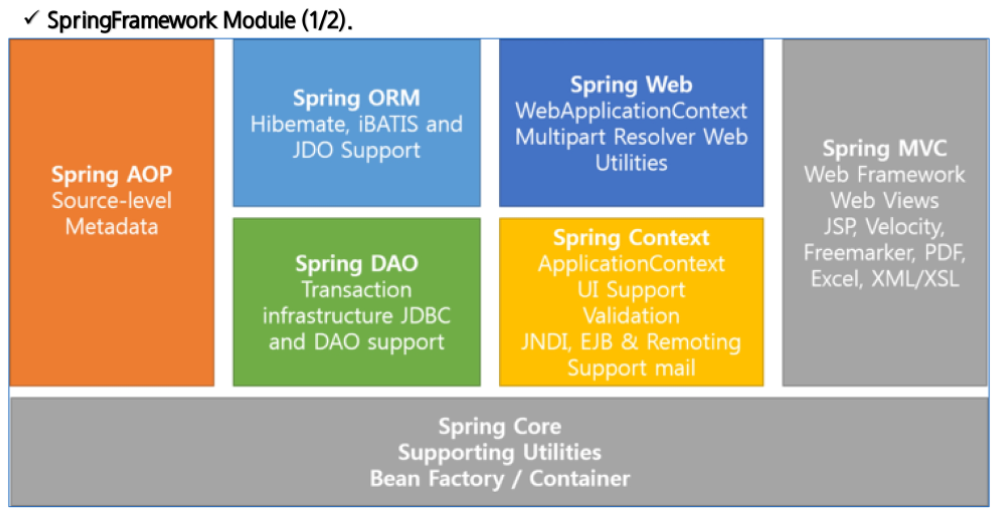 ✓ SpringFramework Module (1/2).
Spring AOP
Source-level
Metadata
Spring ORM
Hibemate, iBATIS and
JDO Support
Spring DAO
Transaction
infrastructure JDBC
and DAO support
Spring Web
WebApplicationContext
Multipart Resolver Web
Utilities
Spring Context
ApplicationContext
UI Support
Validation
JNDI, EJB & Remoting
Support mail
Spring MVC
Web Framework
Web Views
JSP, Velocity,
Freemarker, PDF,
Excel, XML/XSL
Spring Core
Supporting Utilities
Bean Factory / Container